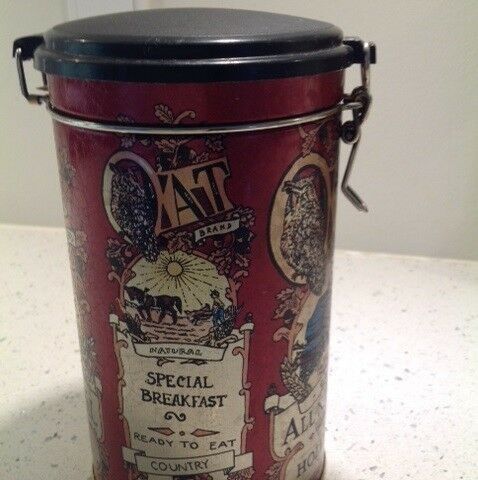 OAT
BRAND
NATURAL
SPECIAL
BREAKFAST
READY TO EAT
COUNTRY